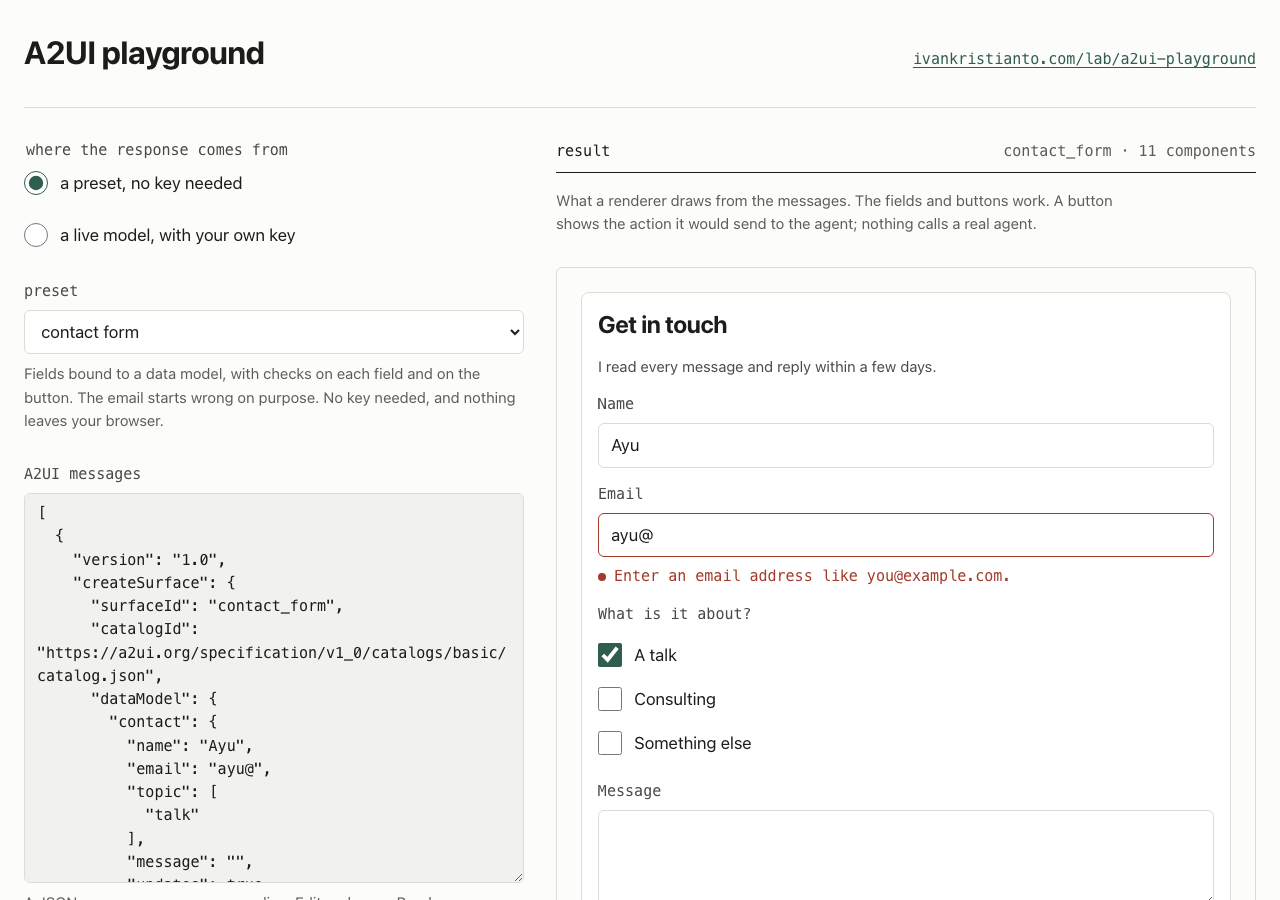 A2UI playground
ivankristianto.com/lab/a2ui-playground
where the response comes from
a preset, no key needed
a live model, with your own key
preset
contact form
Fields bound to a data model, with checks on each field and on the
button. The email starts wrong on purpose. No key needed, and nothing
leaves your browser.
A2UI messages
[
  {
    "version": "1.0",
    "createSurface": {
      "surfaceId": "contact_form",
      "catalogId":
"https://a2ui.org/specification/v1_0/catalogs/basic/
catalog.json",
      "dataModel": {
        "contact": {
          "name": "Ayu",
          "email": "ayu@",
          "topic": [
            "talk"
          ],
          "message": "",
result
contact_form · 11 components
What a renderer draws from the messages. The fields and buttons work. A button
shows the action it would send to the agent; nothing calls a real agent.
Get in touch
I read every message and reply within a few days.
Name
Ayu
Email
ayu@
Enter an email address like you@example.com.
What is it about?
A talk
Consulting
Something else
Message